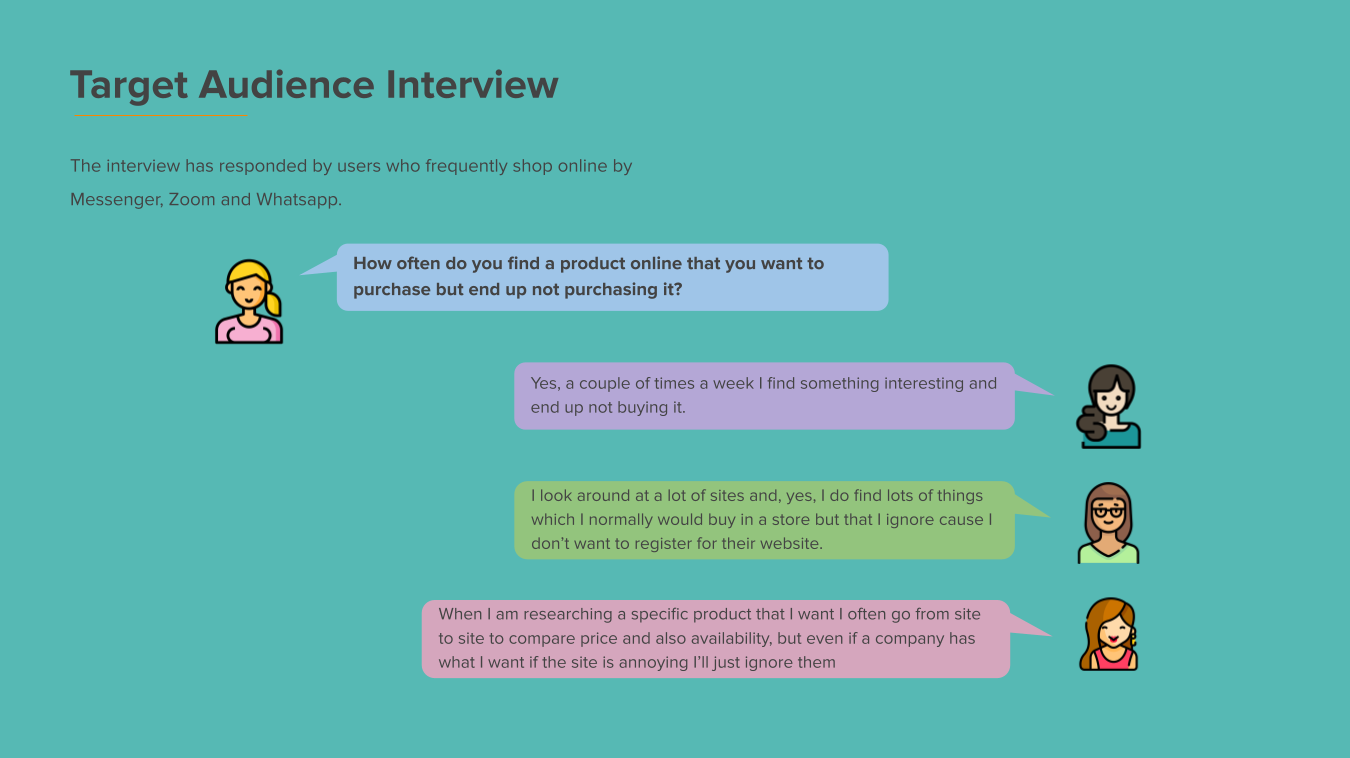 Target Audience Interview
The interview has responded by users who frequently shop online by
Messenger, Zoom and Whatsapp.
How often do you find a product online that you want to
purchase but end up not purchasing it?
Yes, a couple of times a week I find something interesting and
end up not buying it.
I look around at a lot of sites and, yes, I do find lots of things
which I normally would buy in a store but that I ignore cause I
don’t want to register for their website.
When I am researching a specific product that I want I often go from site
to site to compare price and also availability, but even if a company has
what I want if the site is annoying I’ll just ignore them